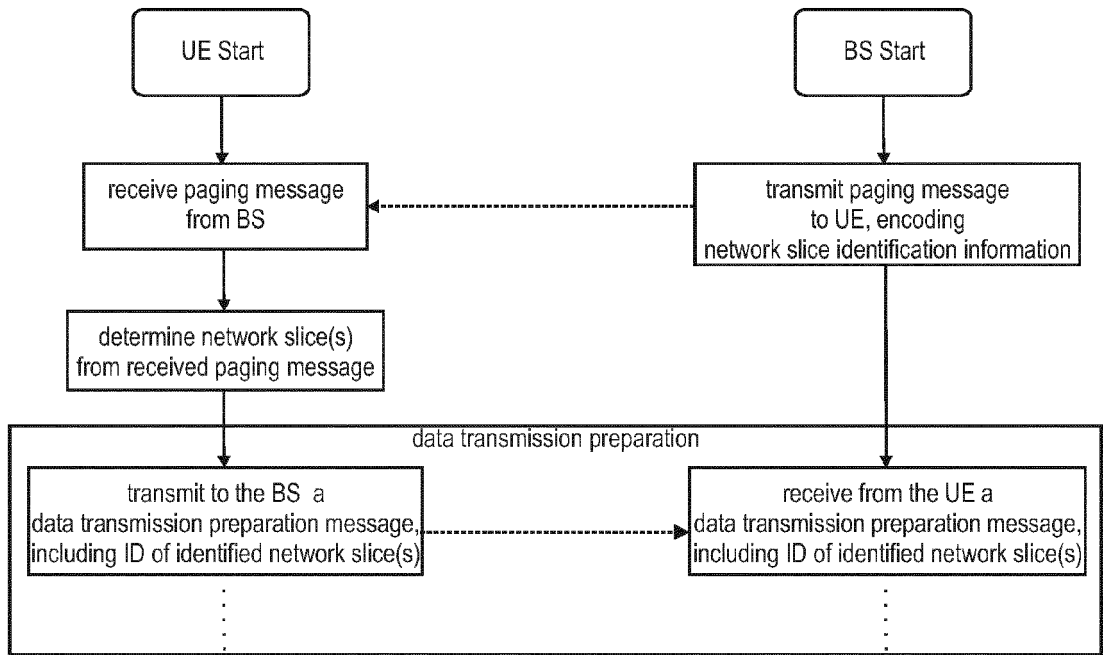 UE Start
BS Start
receive paging message
from BS
transmit paging message
to UE, encoding
network slice identification information
determine network slice(s)
from received paging message
data transmission preparation
transmit to the BS a
data transmission preparation message,
including ID of identified network slice(s)
receive from the UE a
data transmission preparation message,
including ID of identified network slice(s)